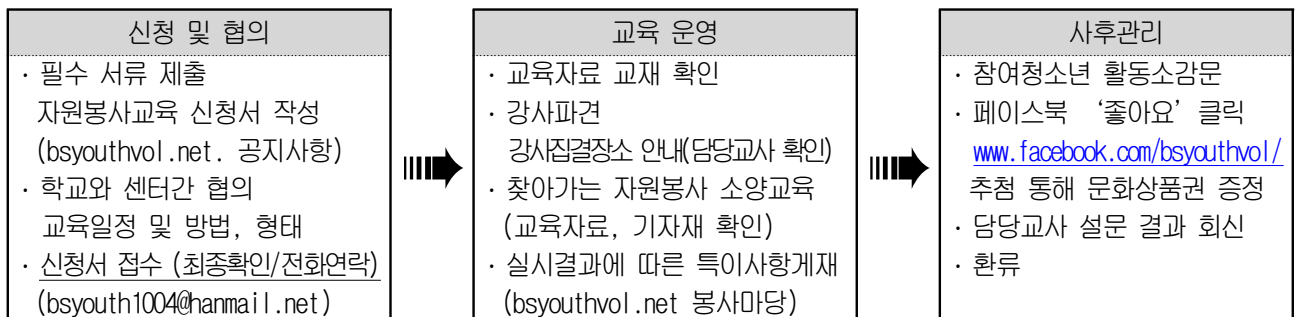 신청 및 협의
· 필수 서류 제출
자원봉사교육 신청서 작성
(bsyouthvol.net. 공지사항)
· 학교와 센터간 협의
교육일정 및 방법, 형태
· 신청서 접수 (최종확인/전화연락)
(bsyouth1004@hanmail.net)
교육 운영
· 교육자료 교재 확인
· 강사파견
강사집결장소 안내(담당교사 확인)
· 찾아가는 자원봉사 소양교육
(교육자료, 기자재 확인)
· 실시결과에 따른 특이사항게재
(bsyouthvol.net 봉사마당)
사후관리
· 참여청소년 활동소감문
· 페이스북 ‘좋아요’ 클릭
www.facebook.com/bsyouthvol/
추첨 통해 문화상품권 증정
· 담당교사 설문 결과 회신
· 환류